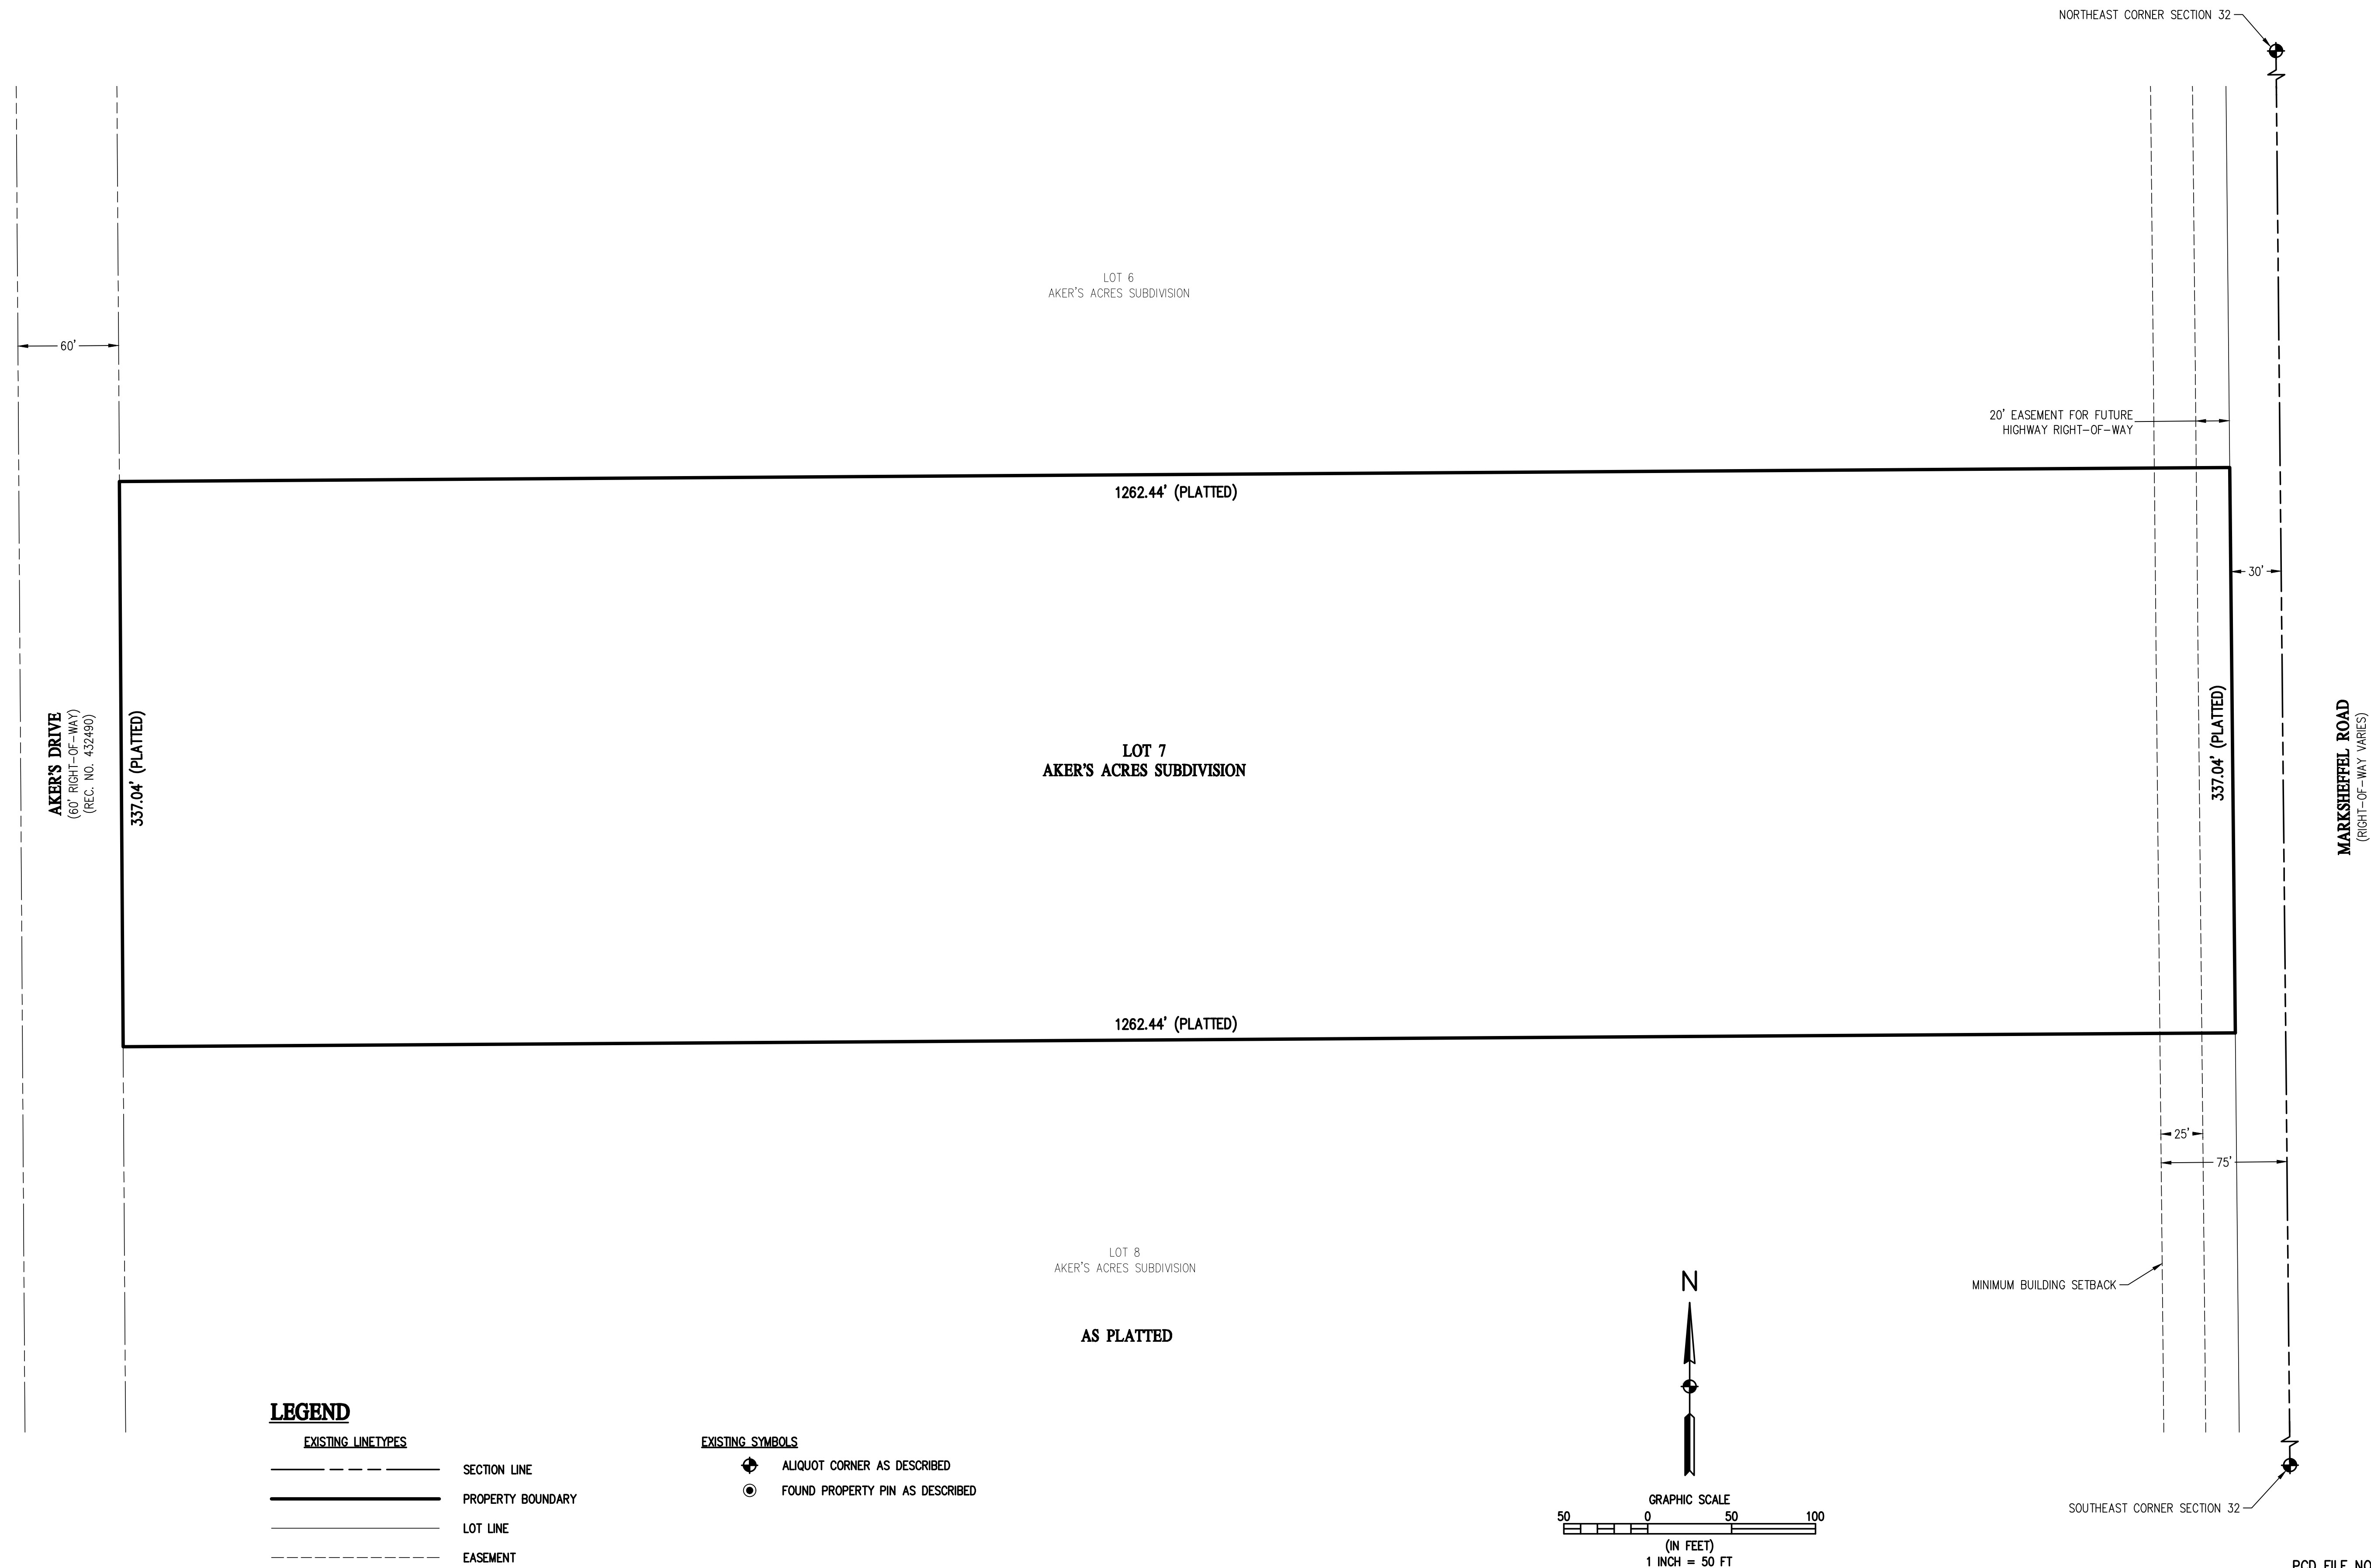 NORTHEAST CORNER SECTION 32
LOT 6
AKER'S ACRES SUBDIVISION
60'
20' EASEMENT FOR FUTURE
HIGHWAY RIGHT-OF-WAY
1262.44' (PLATTED)
30'
AKER'S DRIVE
(60' RIGHT-OF-WAY)
(REC. NO. 432490)
337.04' (PLATTED)
LOT 7
AKER'S ACRES SUBDIVISION
337.04' (PLATTED)
MARKSHEFFEL ROAD
(RIGHT-OF-WAY VARIES)
1262.44' (PLATTED)
25'
75'
LOT 8
AKER'S ACRES SUBDIVISION
MINIMUM BUILDING SETBACK
N
AS PLATTED
LEGEND
EXISTING LINETYPES
SECTION LINE
PROPERTY BOUNDARY
LOT LINE
EASEMENT
EXISTING SYMBOLS
ALIQUOT CORNER AS DESCRIBED
FOUND PROPERTY PIN AS DESCRIBED
GRAPHIC SCALE
50 0 50 100
(IN FEET)
1 INCH = 50 FT
SOUTHEAST CORNER SECTION 32
PCD FILE NO